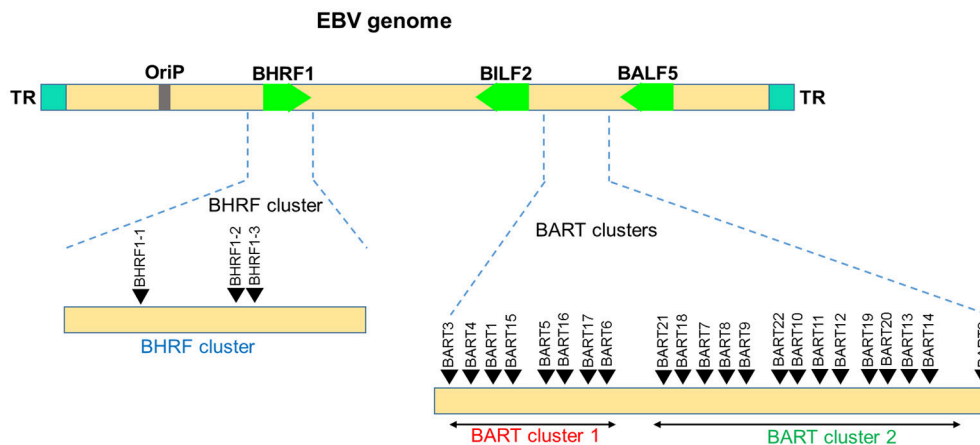 EBV genome
OriP
BHRF1
BILF2
BALF5
TR
TR
BHRF cluster
BART clusters
BHRF1-1
BHRF1-2
BHRF1-3
BHRF cluster
BART3
BART4
BART1
BART15
BART5
BART16
BART17
BART6
BART21
BART18
BART7
BART8
BART9
BART22
BART10
BART11
BART12
BART19
BART20
BART13
BART14
BART cluster 1
BART cluster 2